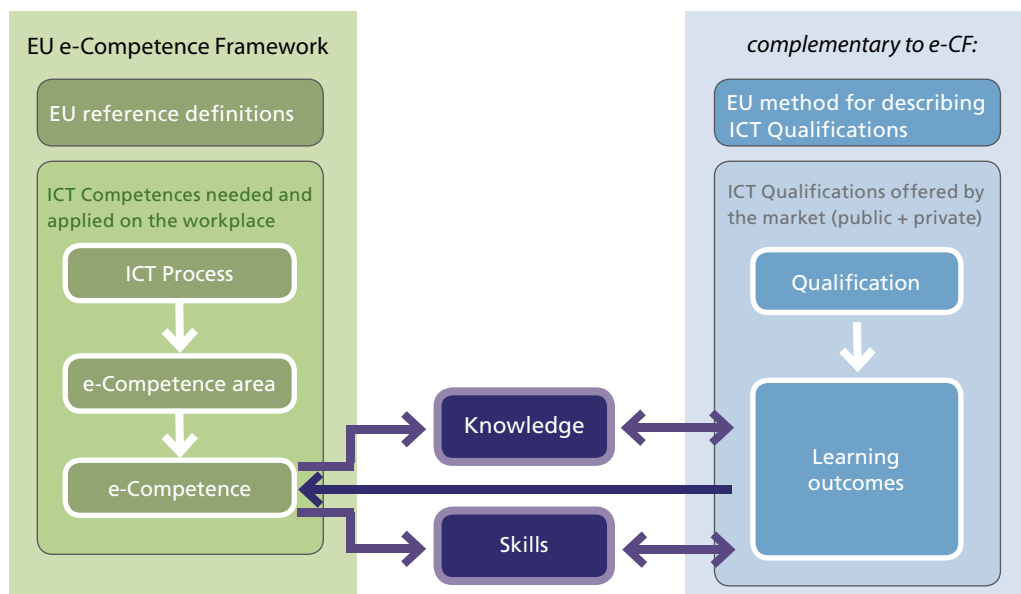 EU e-Competence Framework
EU reference definitions
ICT Competences needed and
applied on the workplace
ICT Process
e-Competence area
e-Competence
Knowledge
Skills
complementary to e-CF:
EU method for describing
ICT Qualifications
ICT Qualifications offered by
the market (public + private)
Qualification
Learning
outcomes